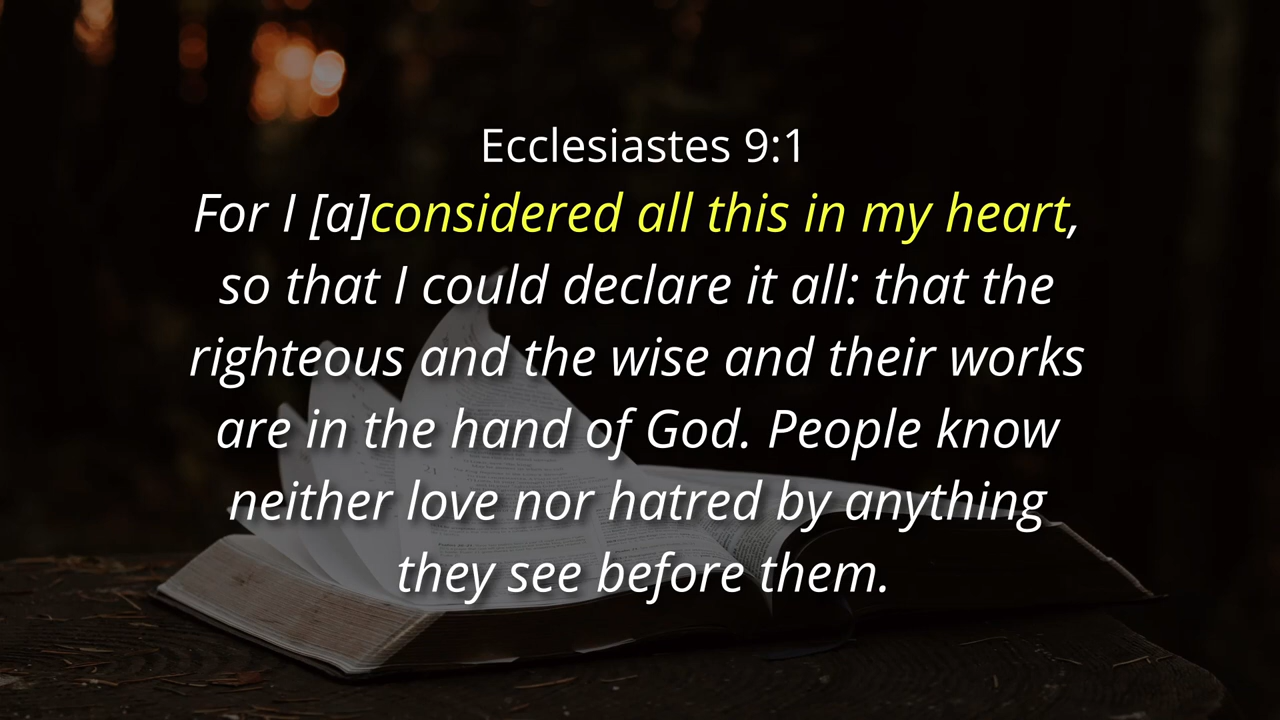 Ecclesiastes 9:1
For I [a]considered all this in my heart,
so that I could declare it all: that the
righteous and the wise and their works
are in the hand of God. People know
neither love nor hatred by anything
they see before them.